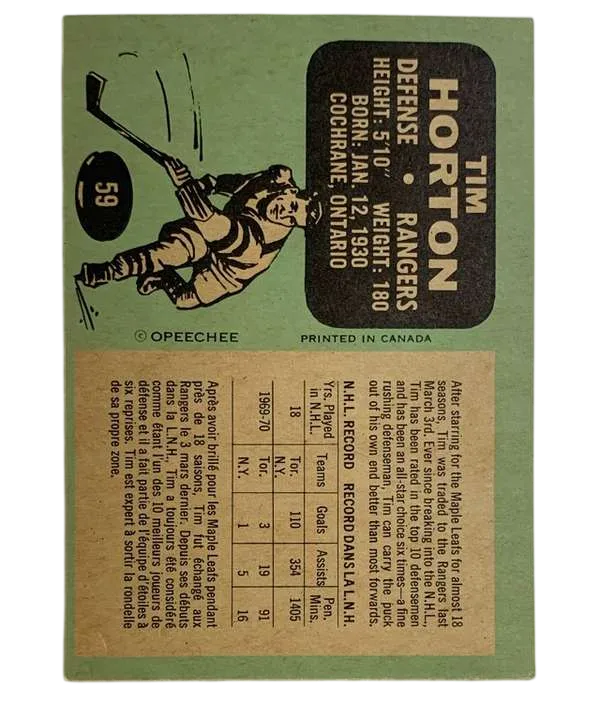 TIM
HORTON
DEFENSE • RANGERS
HEIGHT: 5'10" WEIGHT: 180
BORN: JAN. 12, 1930
COCHRANE, ONTARIO
59
© OPEECHEE
PRINTED IN CANADA
After starring for the Maple Leafs for almost 18
seasons, Tim was traded to the Rangers last
March 3rd. Ever since breaking into the N.H.L.,
Tim has been rated in the top 10 defensemen
and has been an all-star choice six times—a fine
rushing defenseman, Tim can carry the puck
out of his own end better than most forwards.
N.H.L. RECORD RECORD DANS LA L.N.H.
Yrs. Played Pen.
in N.H.L. Teams Goals Assists Mins.
18 Tor. 110 354 1405
N.Y.
1969-70 Tor. 3 19 91
N.Y. 1 5 16
Après avoir brillé pour les Maple Leafs pendant
près de 18 saisons, Tim fut échangé aux
Rangers le 3 mars dernier. Depuis ses débuts
dans la L.N.H. Tim a toujours été considéré
comme étant l'un des 10 meilleurs joueurs de
défense et il a fait partie de l'équipe d'étoiles à
six reprises. Tim est expert à sortir la rondelle
de sa propre zone.